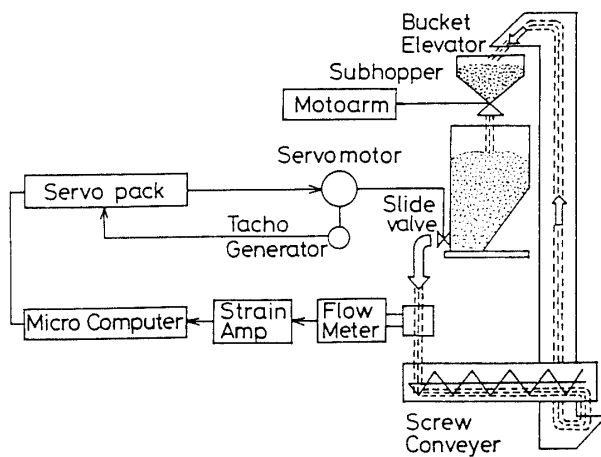 Bucket
Elevator
Subhopper
Motoarm
Servomotor
Servo pack
Slide
valve
Tacho
Generator
Micro Computer
Strain
Amp
Flow
Meter
Screw
Conveyer